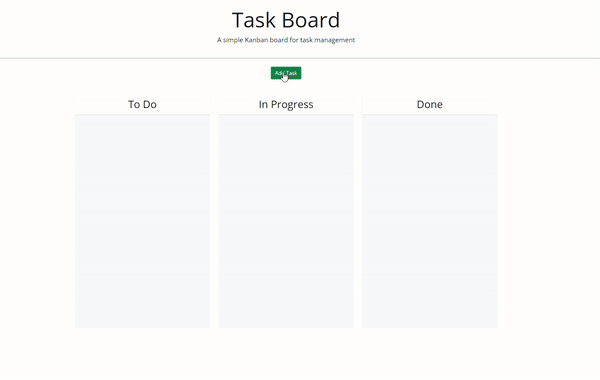 Task Board
A simple Kanban board for task management
Add Task
To Do
In Progress
Done